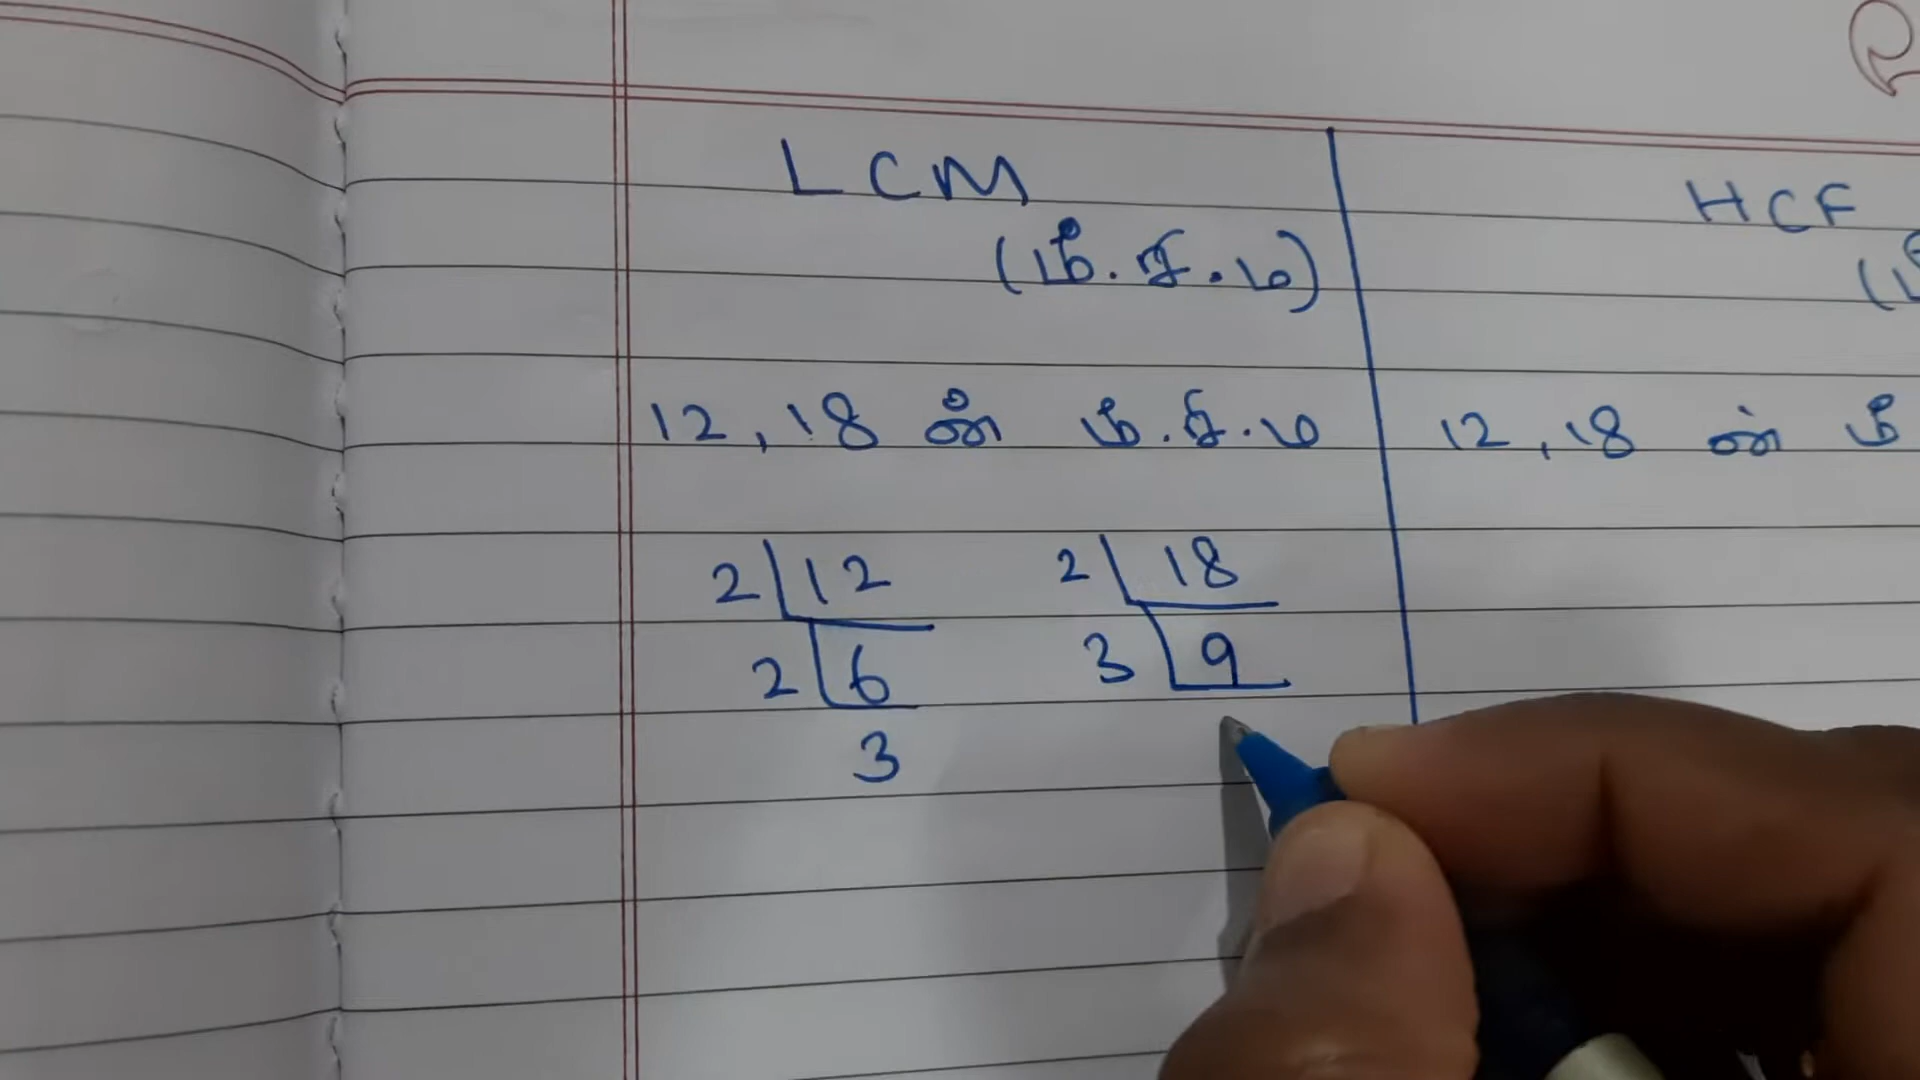 LCM
HCF
(மீ.சி.ம)
12, 18 ன் மீ.சி.ம
12, 18 ன் மீ
2 12
2 18
2 6
3 9
3